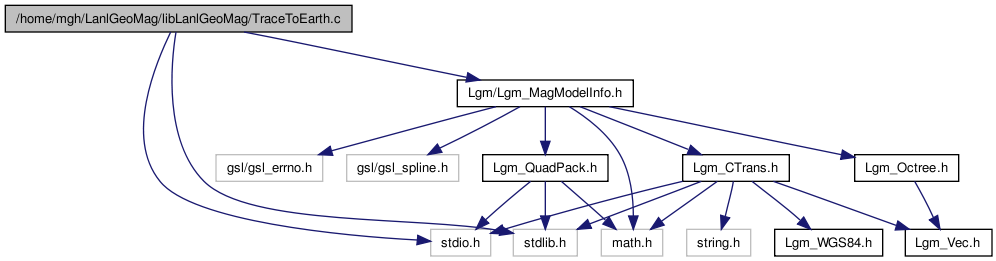 /home/mgh/LanlGeoMag/libLanlGeoMag/TraceToEarth.c
Lgm/Lgm_MagModelInfo.h
gsl/gsl_errno.h
gsl/gsl_spline.h
Lgm_QuadPack.h
Lgm_CTrans.h
Lgm_Octree.h
stdio.h
stdlib.h
math.h
string.h
Lgm_WGS84.h
Lgm_Vec.h